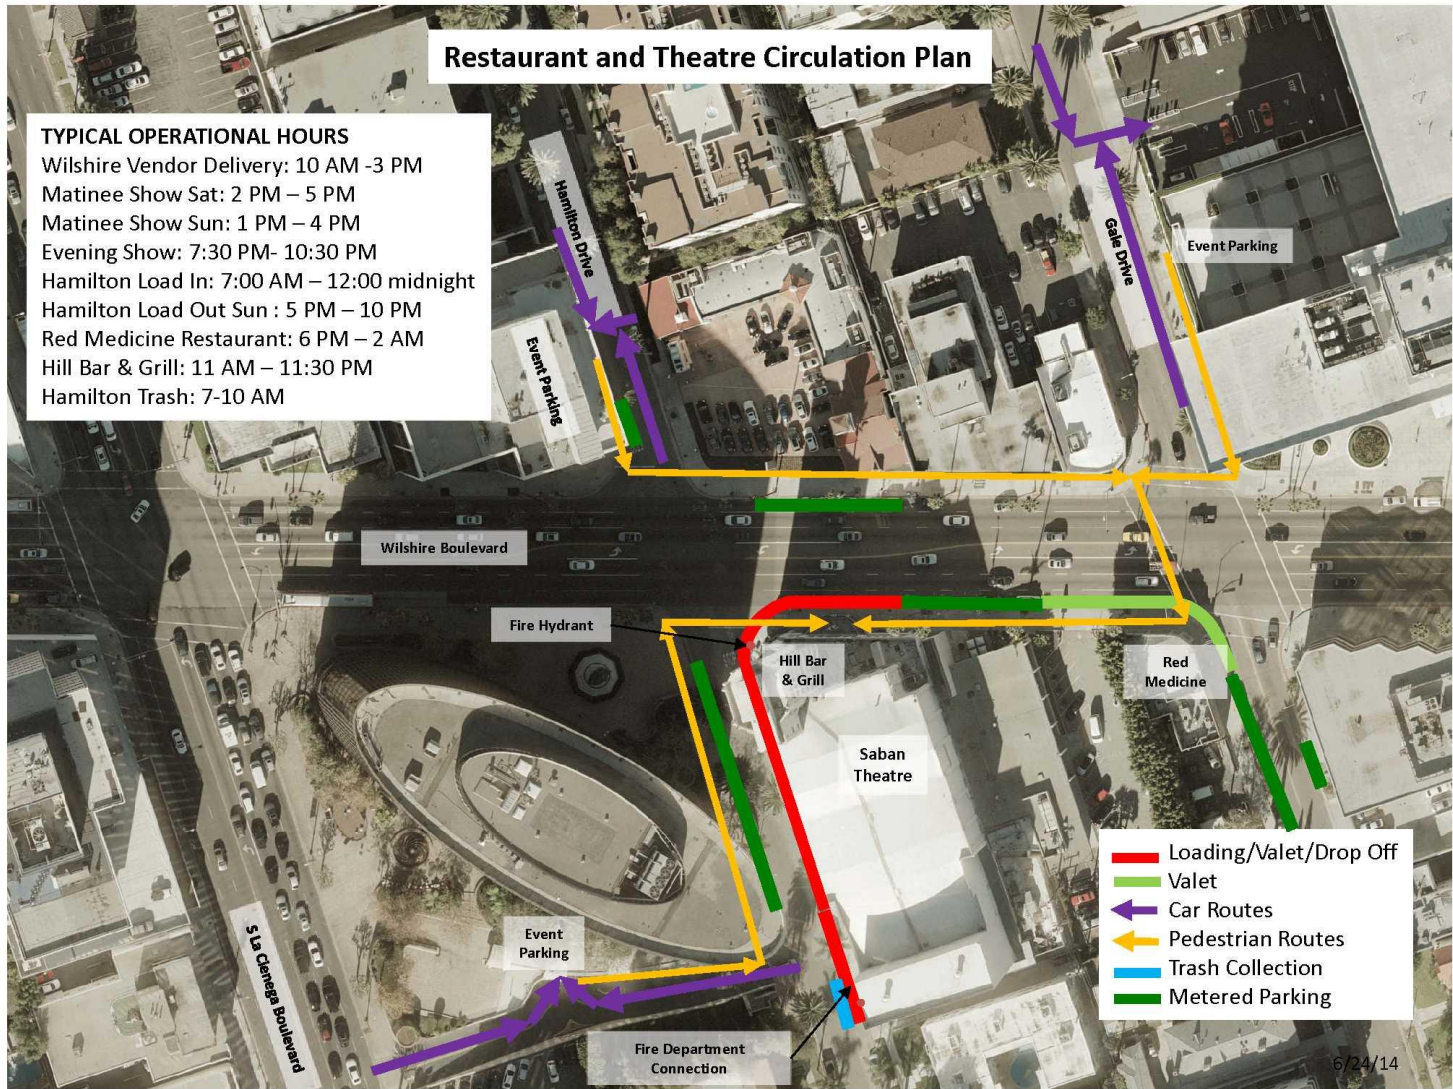 Restaurant and Theatre Circulation Plan
TYPICAL OPERATIONAL HOURS
Wilshire Vendor Delivery: 10 AM -3 PM
Matinee Show Sat: 2 PM – 5 PM
Matinee Show Sun: 1 PM – 4 PM
Evening Show: 7:30 PM- 10:30 PM
Hamilton Load In: 7:00 AM – 12:00 midnight
Hamilton Load Out Sun : 5 PM – 10 PM
Red Medicine Restaurant: 6 PM – 2 AM
Hill Bar & Grill: 11 AM – 11:30 PM
Hamilton Trash: 7-10 AM
Hamilton Drive
Gale Drive
Event Parking
Event Parking
Wilshire Boulevard
Fire Hydrant
Hill Bar
& Grill
Red
Medicine
Saban
Theatre
Event
Parking
S La Cienega Boulevard
Fire Department
Connection
Loading/Valet/Drop Off
Valet
Car Routes
Pedestrian Routes
Trash Collection
Metered Parking
6/24/14